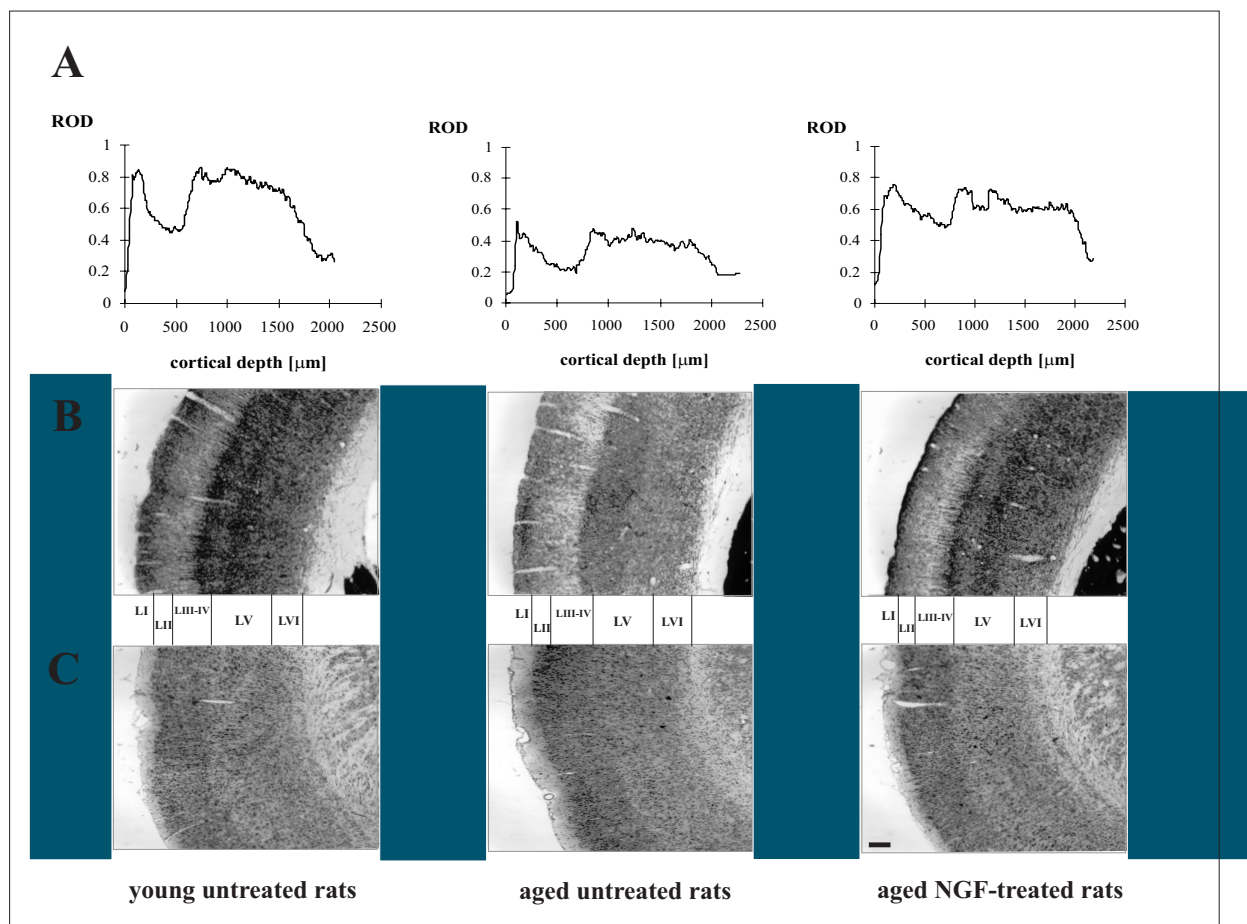 A
ROD
1
0.8
0.6
0.4
0.2
0
0 500 1000 1500 2000 2500
cortical depth [μm]
ROD
1
0.8
0.6
0.4
0.2
0
0 500 1000 1500 2000 2500
cortical depth [μm]
ROD
1
0.8
0.6
0.4
0.2
0
0 500 1000 1500 2000 2500
cortical depth [μm]
B
LI LII LIII-IV LV LVI
LI LII LIII-IV LV LVI
LI LII LIII-IV LV LVI
C
young untreated rats
aged untreated rats
aged NGF-treated rats